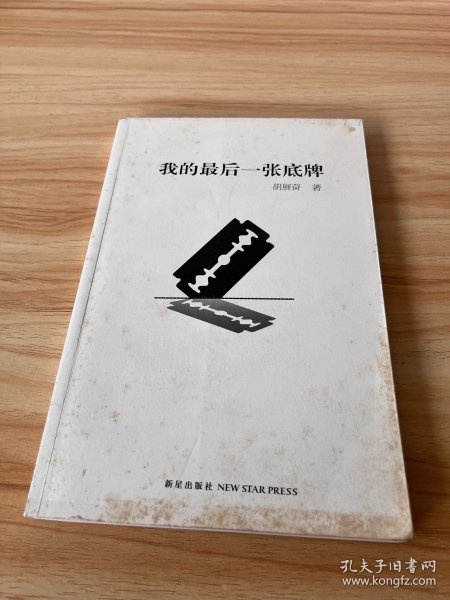 我的最后一张底牌
胡展奋 著
新星出版社 NEW STAR PRESS
孔夫子旧书网
www.kongfz.com